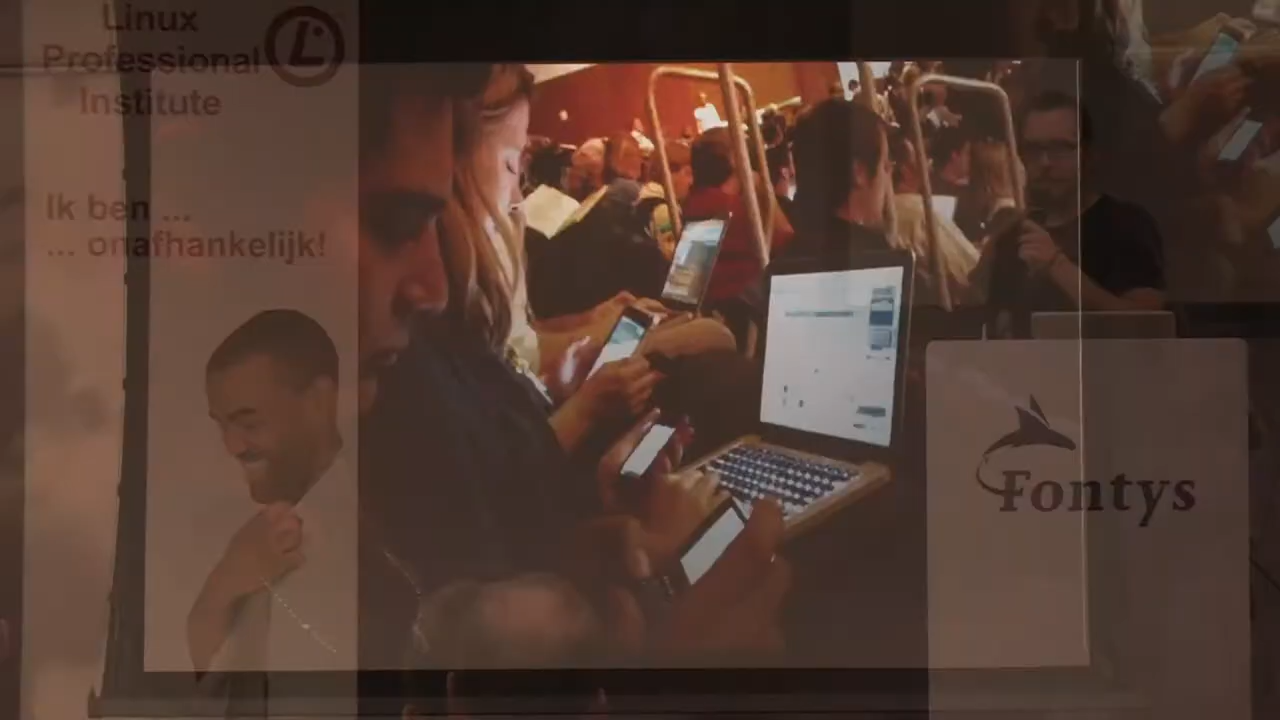 Linux
Professional
Institute
Ik ben ...
... onafhankelijk!
Fontys